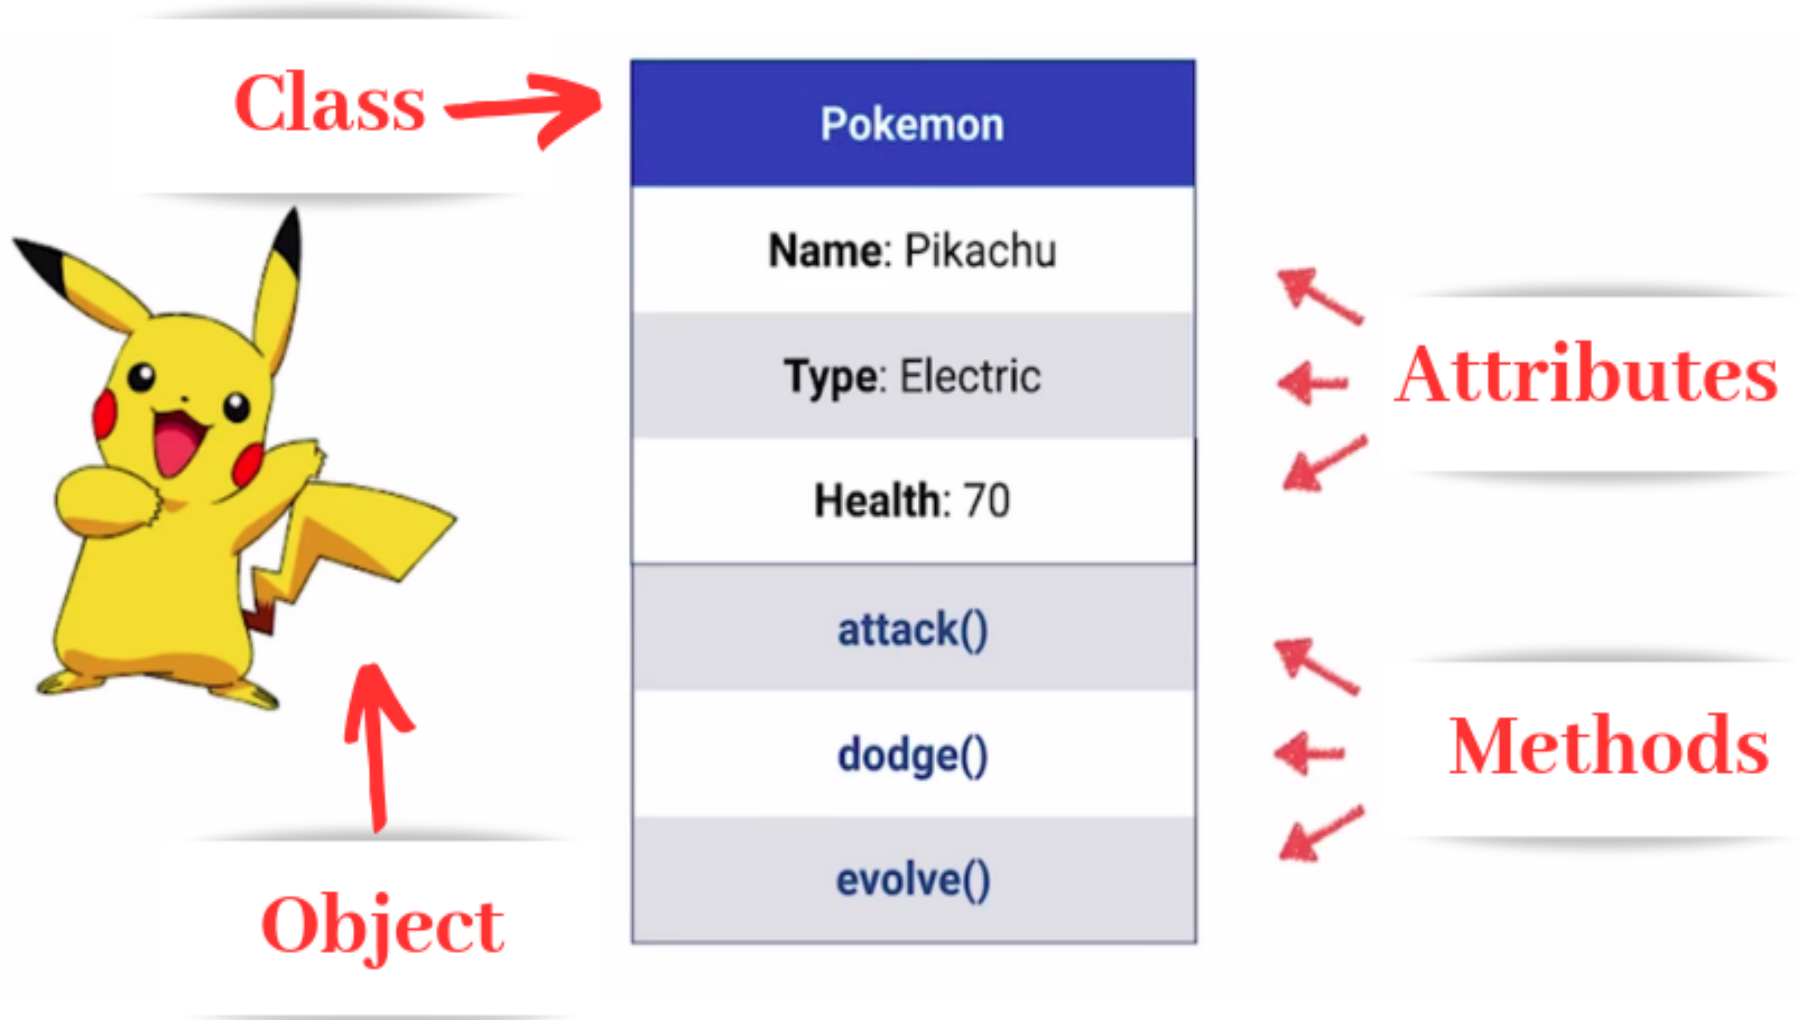 Class
Pokemon
Name: Pikachu
Type: Electric
Health: 70
attack()
dodge()
evolve()
Attributes
Methods
Object